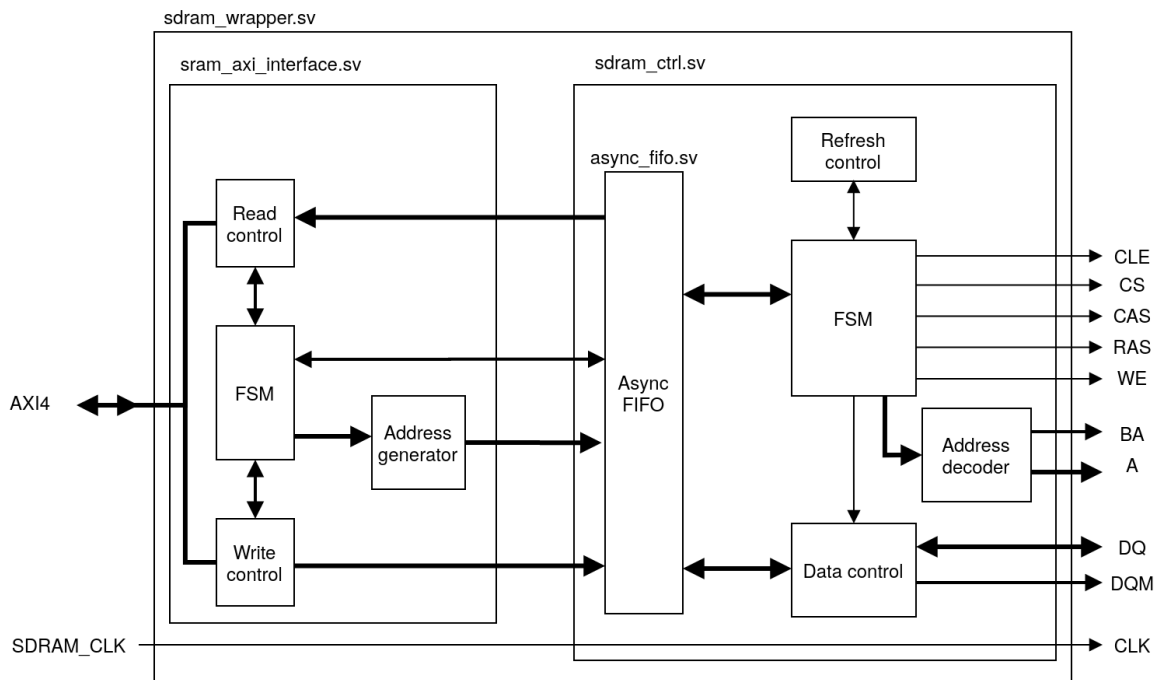 sdram_wrapper.sv
sram_axi_interface.sv
sdram_ctrl.sv
Refresh
control
async_fifo.sv
Read
control
CLE
CS
FSM
CAS
RAS
WE
Async
FIFO
FSM
AXI4
Address
generator
Address
decoder
BA
A
Write
control
Data control
DQ
DQM
SDRAM_CLK
CLK